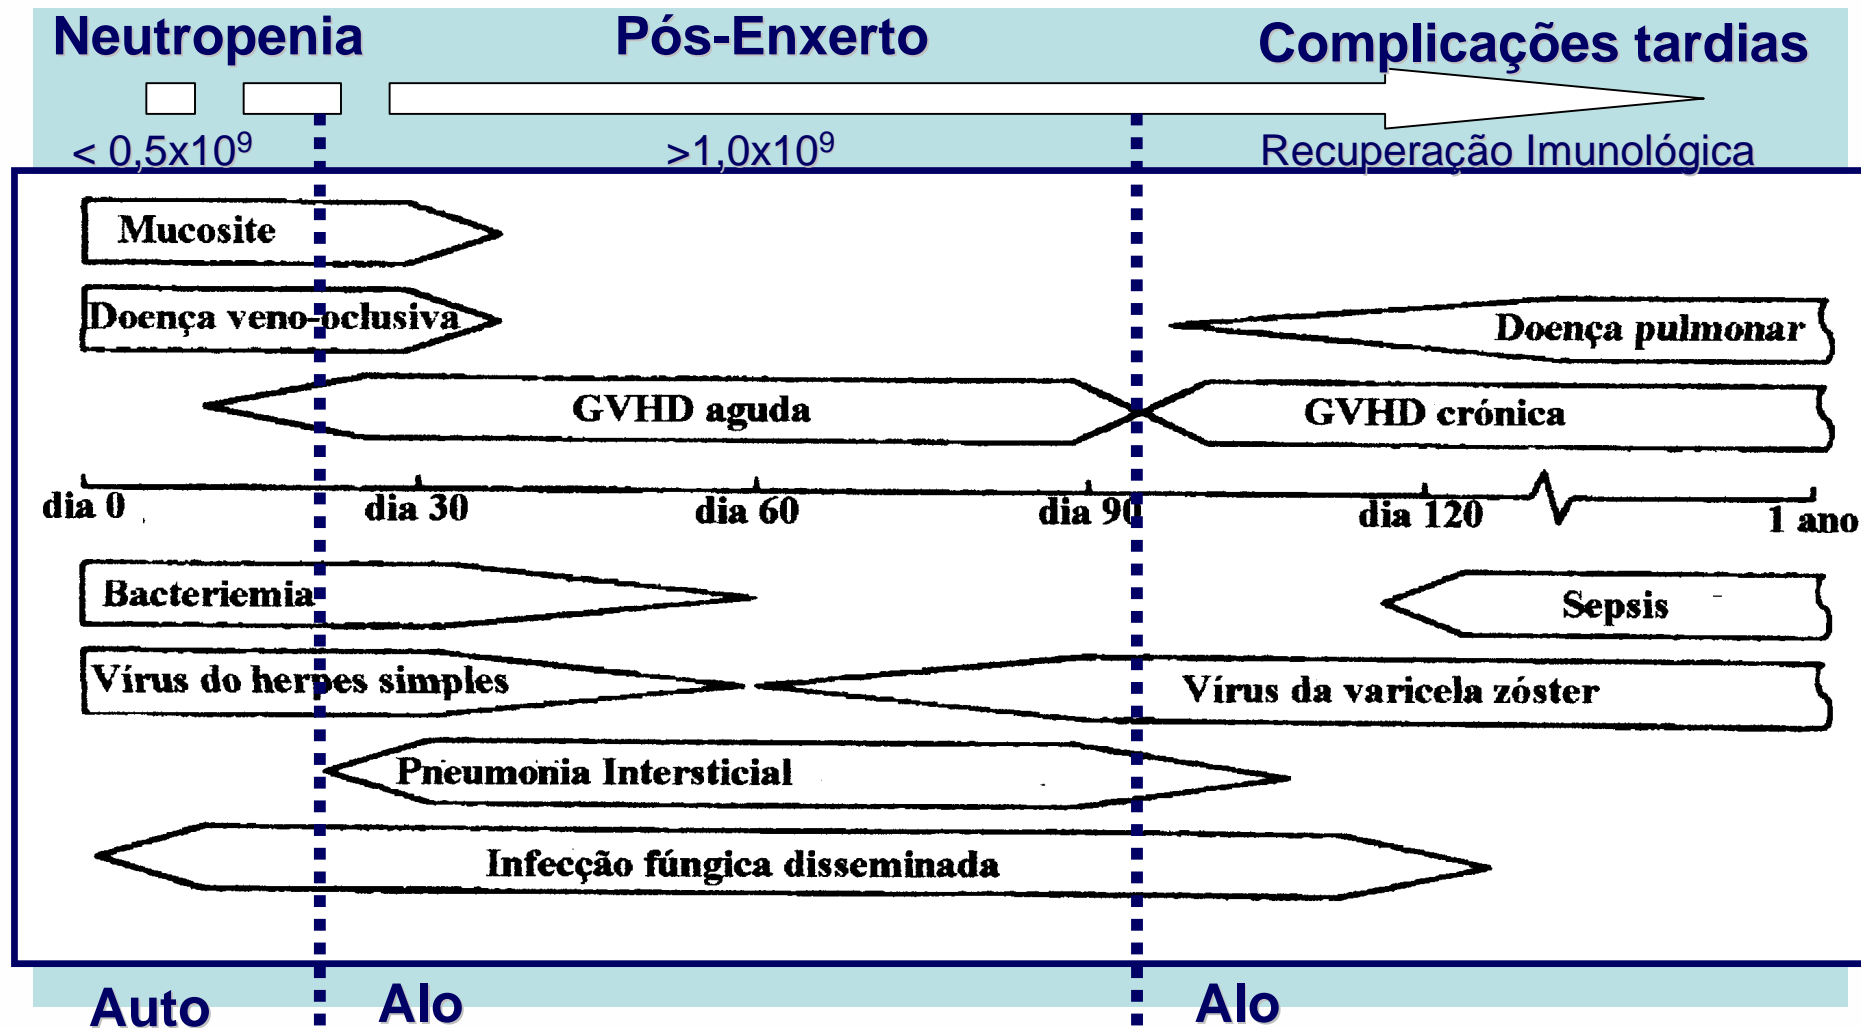 Neutropenia
Pós-Enxerto
Complicações tardias
< 0,5x10⁹
>1,0x10⁹
Recuperação Imunológica
Mucosite
Doença veno-oclusiva
Doença pulmonar
GVHD aguda
GVHD crónica
dia 0
dia 30
dia 60
dia 90
dia 120
1 ano
Bacteriemia
Sepsis
Vírus do herpes simples
Vírus da varicela zóster
Pneumonia Intersticial
Infecção fúngica disseminada
Auto
Alo
Alo